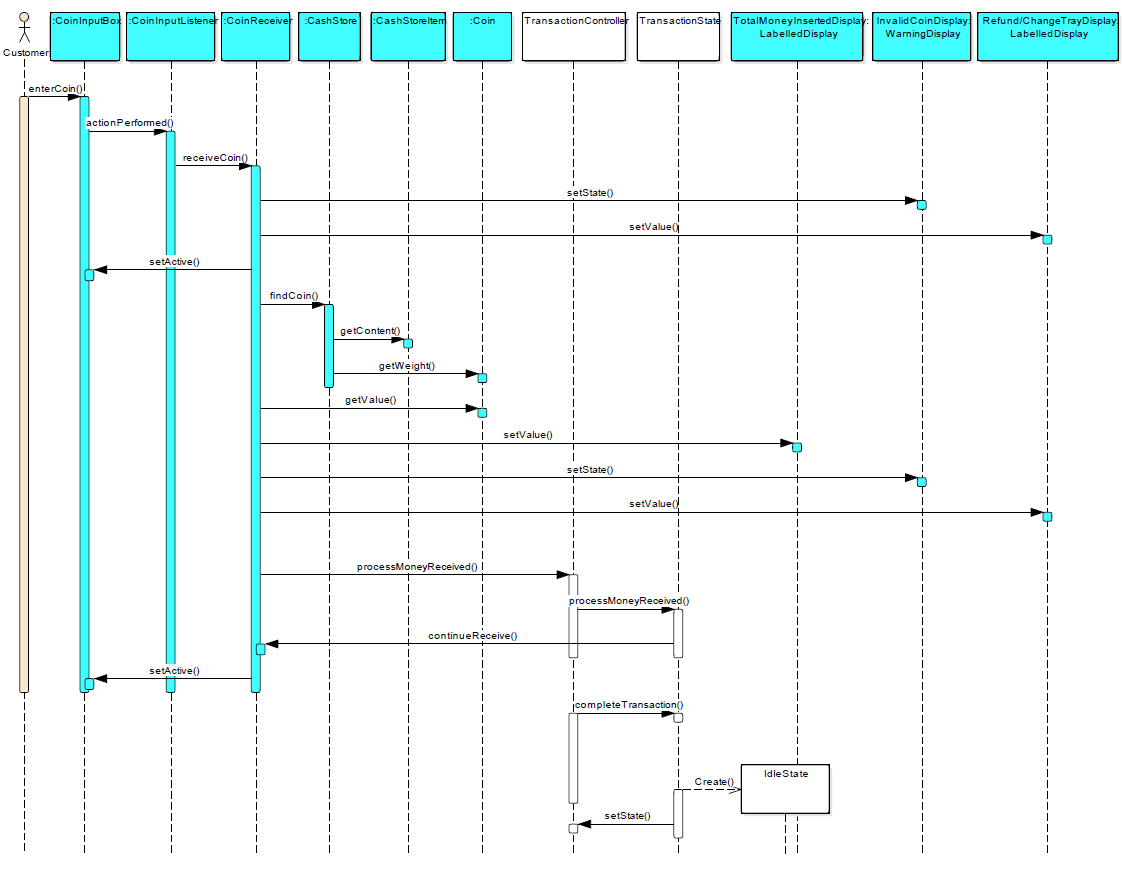 :CoinInputBox
:CoinInputListener
:CoinReceiver
:CashStore
:CashStoreItem
:Coin
TransactionController
TransactionState
TotalMoneyInsertedDisplay:
LabelledDisplay
InvalidCoinDisplay:
WarningDisplay
Refund/ChangeTrayDisplay:
LabelledDisplay
Customer
enterCoin()
actionPerformed()
receiveCoin()
setState()
setValue()
setActive()
findCoin()
getContent()
getWeight()
getValue()
setValue()
setState()
setValue()
processMoneyReceived()
processMoneyReceived()
continueReceive()
setActive()
completeTransaction()
IdleState
Create()
setState()